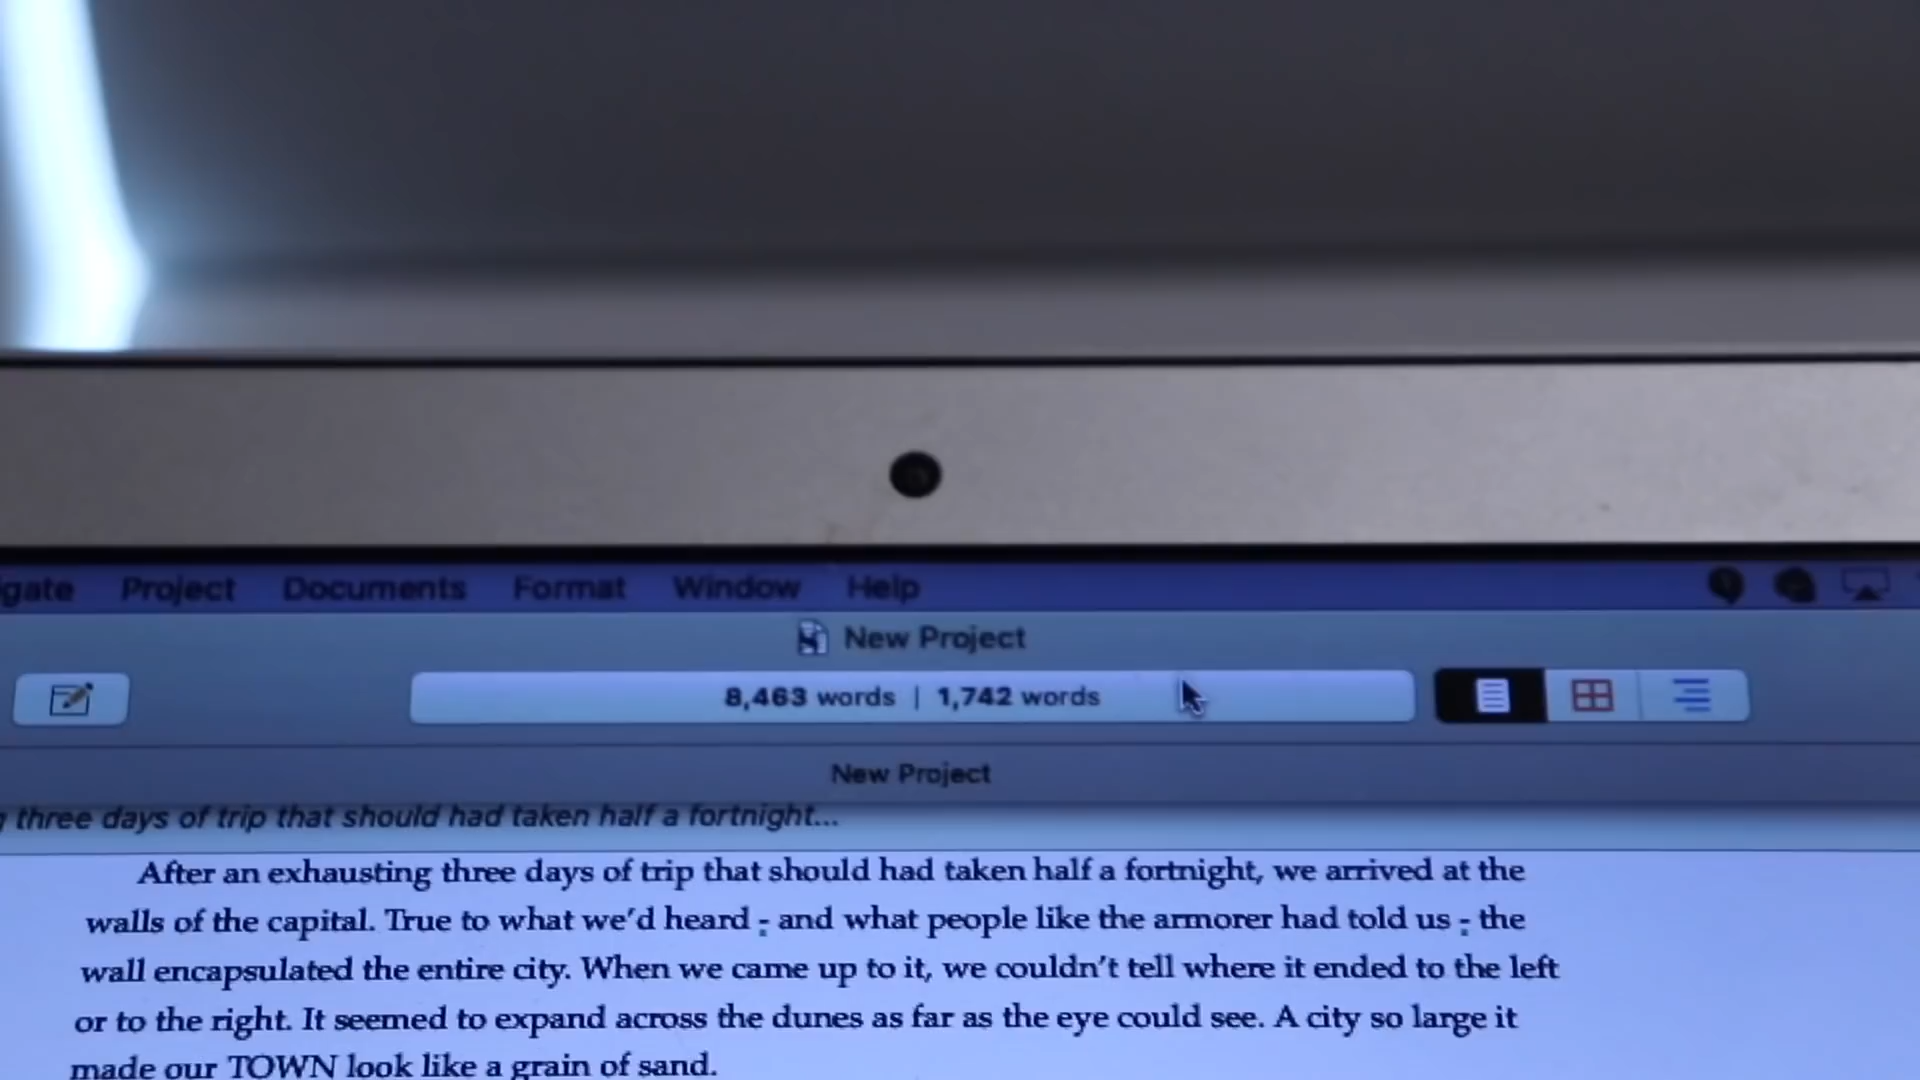 Project Documents Format Window Help
New Project
8,463 words | 1,742 words
New Project
three days of trip that should had taken half a fortnight...
After an exhausting three days of trip that should had taken half a fortnight, we arrived at the
walls of the capital. True to what we'd heard - and what people like the armorer had told us - the
wall encapsulated the entire city. When we came up to it, we couldn't tell where it ended to the left
or to the right. It seemed to expand across the dunes as far as the eye could see. A city so large it
made our TOWN look like a grain of sand.